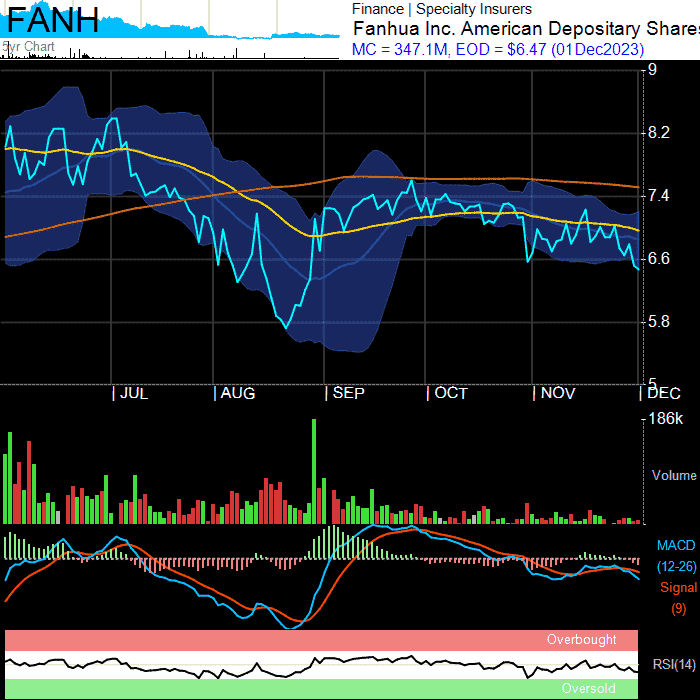 FANH
5yr Chart
Finance | Specialty Insurers
Fanhua Inc. American Depositary Shares
MC = 347.1M, EOD = $6.47 (01Dec2023)
9
8.2
7.4
6.6
5.8
5
JUL
AUG
SEP
OCT
NOV
DEC
186k
Volume
MACD
(12-26)
Signal
(9)
Overbought
RSI(14)
Oversold